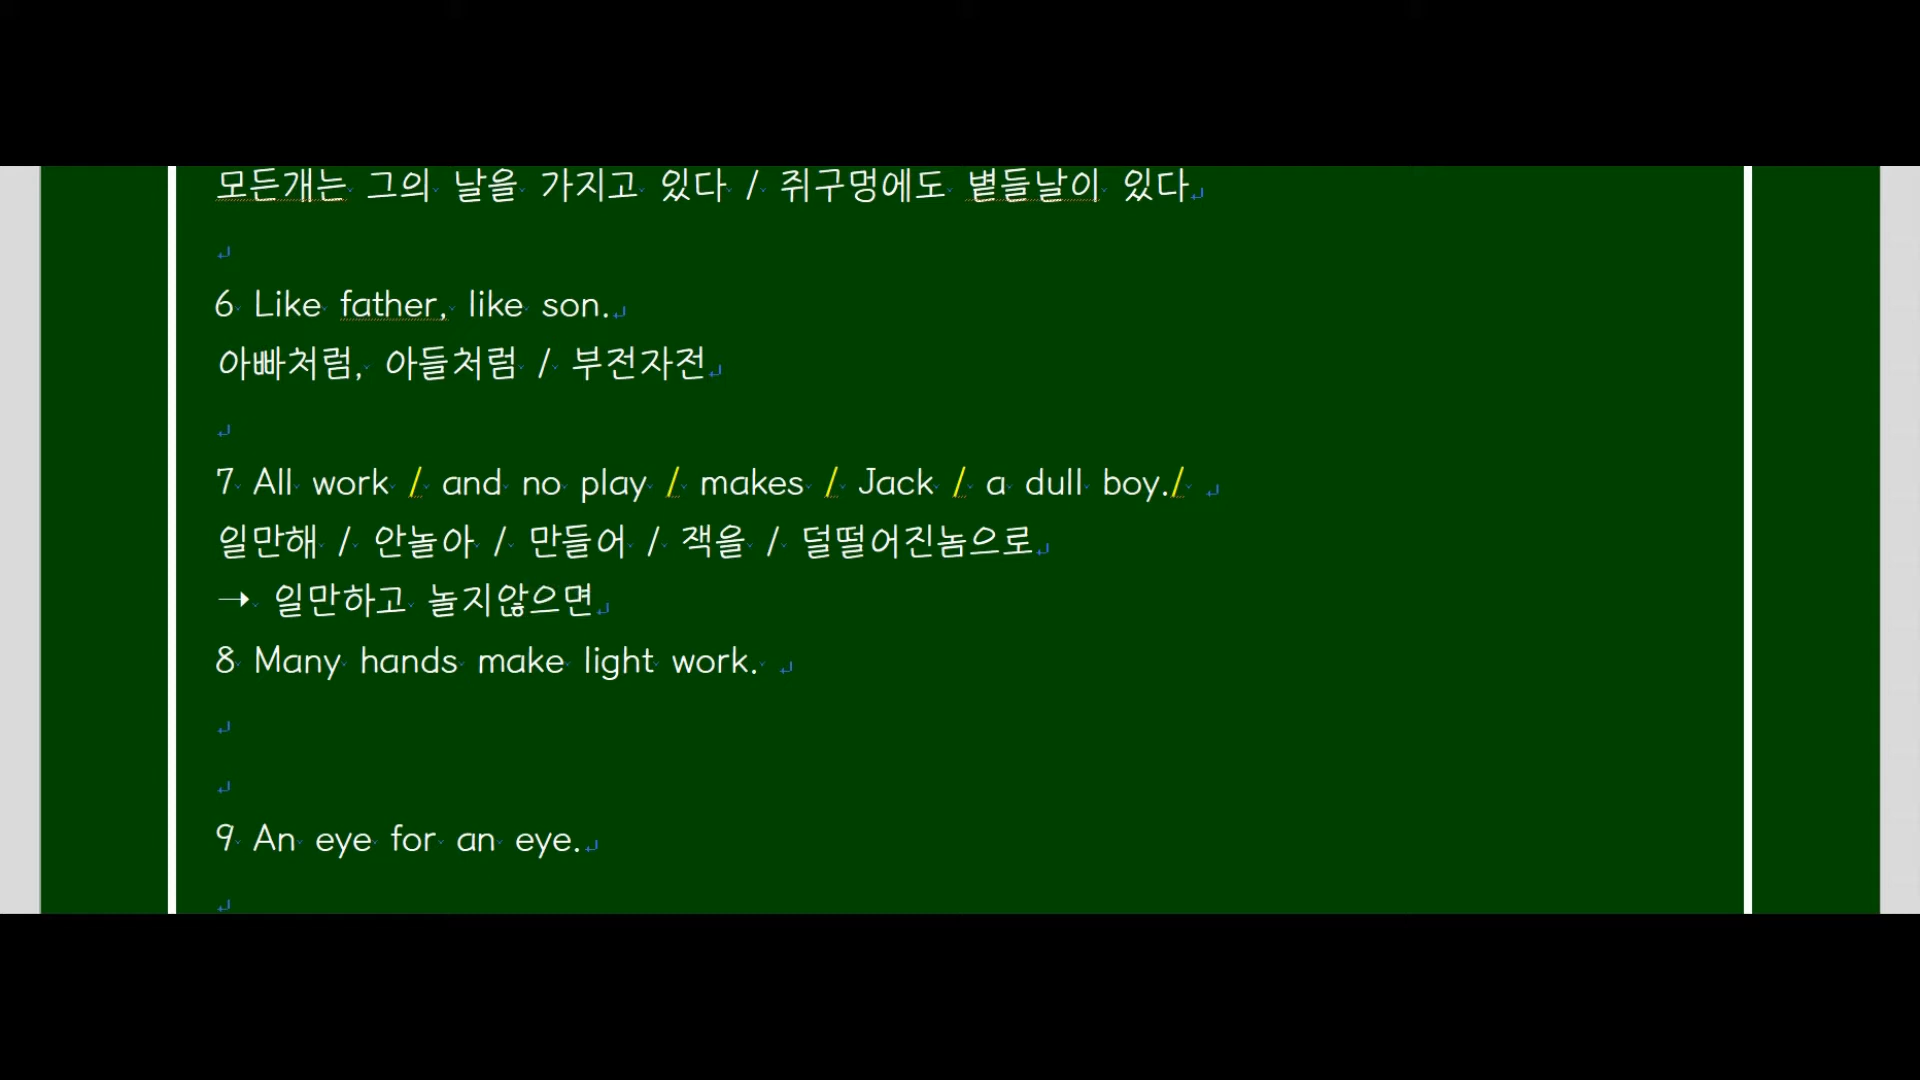 모든개는 그의 날을 가지고 있다 / 쥐구멍에도 볕들날이 있다
6 Like father, like son.
아빠처럼, 아들처럼 / 부전자전
7 All work / and no play / makes / Jack / a dull boy./
일만해 / 안놀아 / 만들어 / 잭을 / 덜떨어진놈으로
→ 일만하고 놀지않으면
8 Many hands make light work.
9 An eye for an eye.